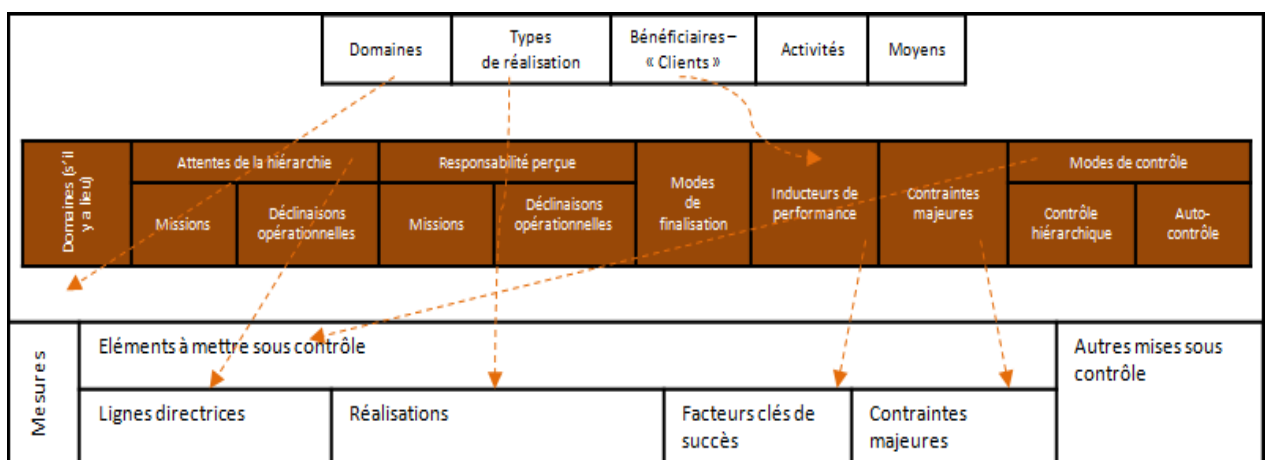 Domaines
Types
de réalisation
Bénéficiaires –
« Clients »
Activités
Moyens
Domaines (s'il
y a lieu)
Attentes de la hiérarchie
Responsabilité perçue
Modes
de
finalisation
Inducteurs de
performance
Contraintes
majeures
Modes de contrôle
Missions
Déclinaisons
opérationnelles
Missions
Déclinaisons
opérationnelles
Contrôle
hiérarchique
Auto-
contrôle
Mesures
Eléments à mettre sous contrôle
Autres mises sous
contrôle
Lignes directrices
Réalisations
Facteurs clés de
succès
Contraintes
majeures